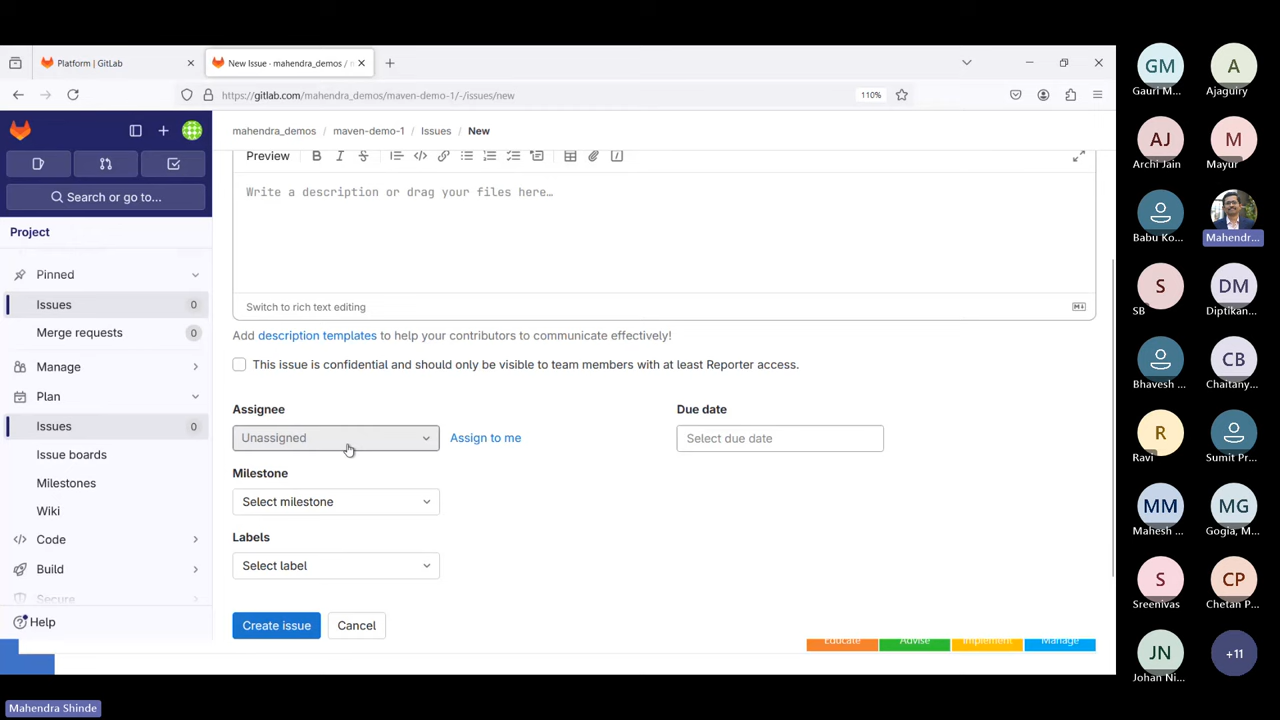 Platform | GitLab
New Issue · mahendra_demos / n
https://gitlab.com/mahendra_demos/maven-demo-1/-/issues/new
110%
mahendra_demos / maven-demo-1 / Issues / New
Search or go to...
Project
Pinned
Issues 0
Merge requests 0
Manage
Plan
Issues 0
Issue boards
Milestones
Wiki
Code
Build
Secure
Help
Preview
Write a description or drag your files here…
Switch to rich text editing
Add description templates to help your contributors to communicate effectively!
This issue is confidential and should only be visible to team members with at least Reporter access.
Assignee
Unassigned
Assign to me
Due date
Select due date
Milestone
Select milestone
Labels
Select label
Create issue
Cancel
Educate Advise Implement Manage
GM
Gauri M...
A
Ajaguiry
AJ
Archi Jain
M
Mayur
Babu Ko...
Mahendr...
S
SB
DM
Diptikan...
Bhavesh ...
CB
Chaitany...
R
Ravi
Sumit Pr...
MM
Mahesh ...
MG
Gogia, M...
S
Sreenivas
CP
Chetan P...
JN
Johan Ni...
+11
Mahendra Shinde